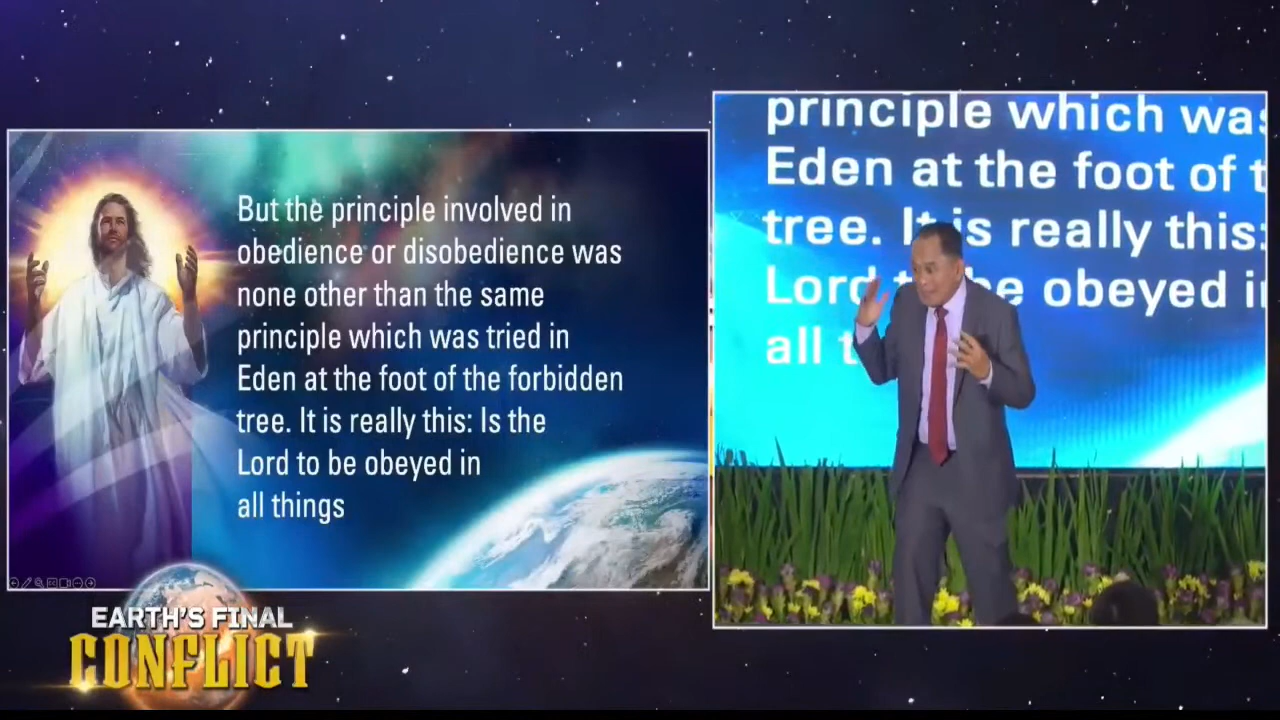 But the principle involved in
obedience or disobedience was
none other than the same
principle which was tried in
Eden at the foot of the forbidden
tree. It is really this: Is the
Lord to be obeyed in
all things
principle which was
Eden at the foot of t
tree. It is really this:
Lord to be obeyed in
all t
EARTH'S FINAL
CONFLICT